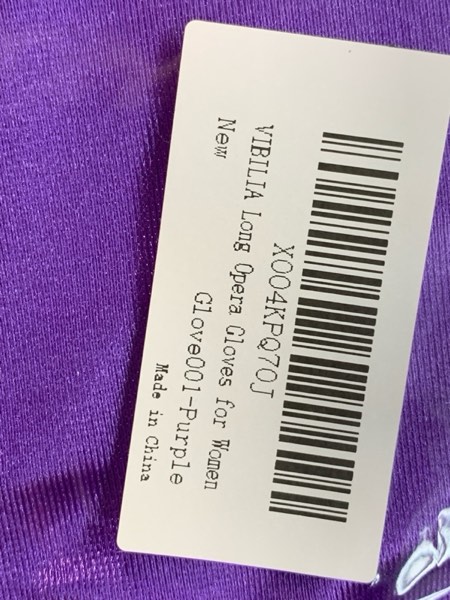 X004KPQ70J
VIBILIA Long Opera Gloves for Women
New
Glove001-Purple
Made in China